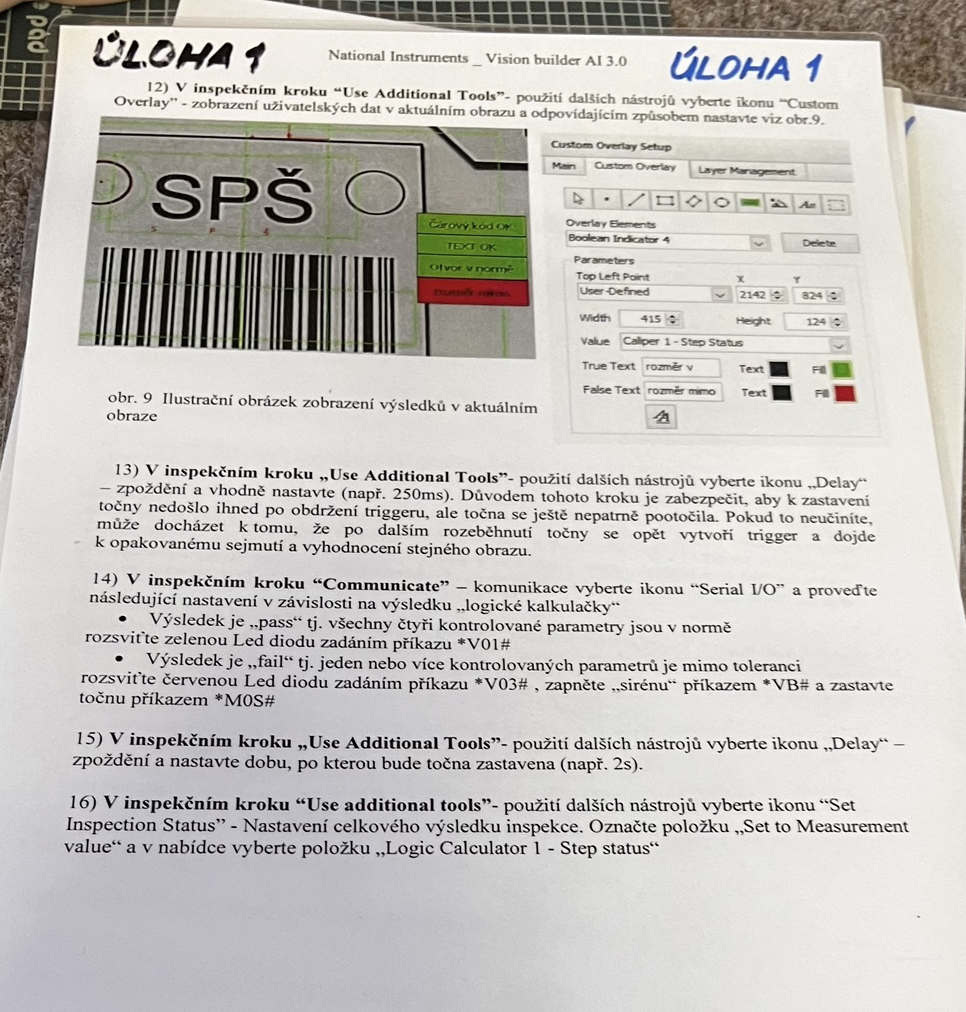 pad
ÚLOHA 1
National Instruments _ Vision builder AI 3.0
ÚLOHA 1
12) V inspekčním kroku “Use Additional Tools”- použití dalších nástrojů vyberte ikonu “Custom
Overlay” - zobrazení uživatelských dat v aktuálním obrazu a odpovídajícím způsobem nastavte viz obr.9.
SPŠ
S P Š
Čárový kód OK
TEXT OK
Otvor v normě
Custom Overlay Setup
Main Custom Overlay Layer Management
Overlay Elements
Boolean Indicator 4 Delete
Parameters
Top Left Point X Y
User-Defined 2142 824
Width 415 Height 124
Value Caliper 1 - Step Status
True Text rozměr v Text Fill
False Text rozměr mimo Text Fill
obr. 9 Ilustrační obrázek zobrazení výsledků v aktuálním
obraze
13) V inspekčním kroku „Use Additional Tools”- použití dalších nástrojů vyberte ikonu „Delay“
– zpoždění a vhodně nastavte (např. 250ms). Důvodem tohoto kroku je zabezpečit, aby k zastavení
točny nedošlo ihned po obdržení triggeru, ale točna se ještě nepatrně pootočila. Pokud to neučiníte,
může docházet k tomu, že po dalším rozeběhnutí točny se opět vytvoří trigger a dojde
k opakovanému sejmutí a vyhodnocení stejného obrazu.
14) V inspekčním kroku “Communicate” – komunikace vyberte ikonu “Serial I/O” a proveďte
následující nastavení v závislosti na výsledku „logické kalkulačky“
• Výsledek je „pass“ tj. všechny čtyři kontrolované parametry jsou v normě
rozsviťte zelenou Led diodu zadáním příkazu *V01#
• Výsledek je „fail“ tj. jeden nebo více kontrolovaných parametrů je mimo toleranci
rozsviťte červenou Led diodu zadáním příkazu *V03# , zapněte „sirénu“ příkazem *VB# a zastavte
točnu příkazem *M0S#
15) V inspekčním kroku „Use Additional Tools”- použití dalších nástrojů vyberte ikonu „Delay“ –
zpoždění a nastavte dobu, po kterou bude točna zastavena (např. 2s).
16) V inspekčním kroku “Use additional tools”- použití dalších nástrojů vyberte ikonu “Set
Inspection Status” - Nastavení celkového výsledku inspekce. Označte položku „Set to Measurement
value“ a v nabídce vyberte položku „Logic Calculator 1 - Step status“